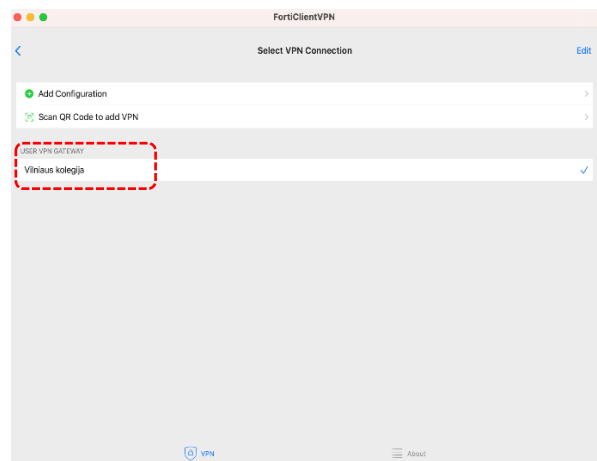 FortiClientVPN
Select VPN Connection
Edit
Add Configuration
Scan QR Code to add VPN
USER VPN GATEWAY
Vilniaus kolegija
VPN
About